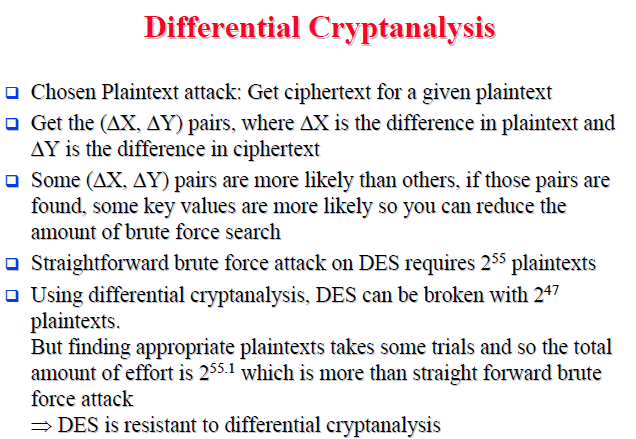 Differential Cryptanalysis
Chosen Plaintext attack: Get ciphertext for a given plaintext
Get the (ΔX, ΔY) pairs, where ΔX is the difference in plaintext and
ΔY is the difference in ciphertext
Some (ΔX, ΔY) pairs are more likely than others, if those pairs are
found, some key values are more likely so you can reduce the
amount of brute force search
Straightforward brute force attack on DES requires 2⁵⁵ plaintexts
Using differential cryptanalysis, DES can be broken with 2⁴⁷
plaintexts.
But finding appropriate plaintexts takes some trials and so the total
amount of effort is 2^55.1 which is more than straight forward brute
force attack
⇒ DES is resistant to differential cryptanalysis